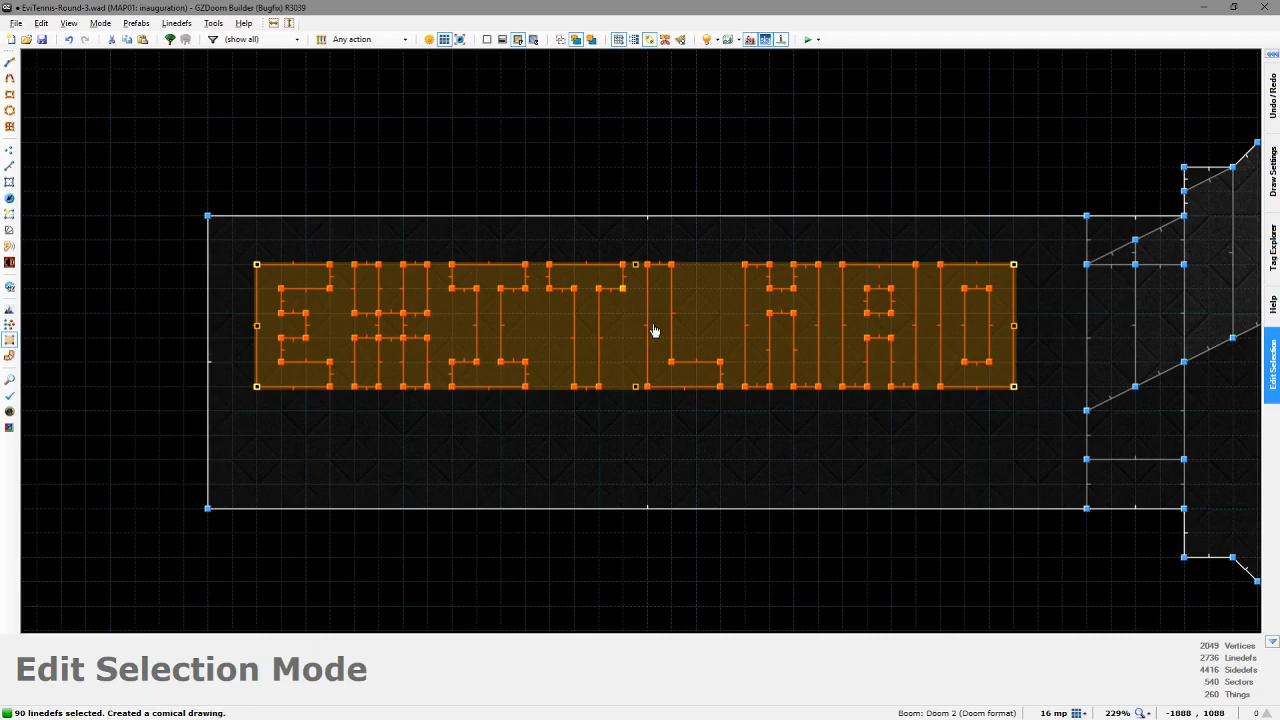 EviTennis-Round-3.wad (MAP01: inauguration) - GZDoom Builder (Bugfix) R3039
File Edit View Mode Prefabs Linedefs Tools Help
(show all) Any action
EXIT LMAO
Undo / Redo
Draw Settings
Tag Explorer
Help
Edit Selection
Edit Selection Mode
2049 Vertices
2736 Linedefs
4416 Sidedefs
540 Sectors
260 Things
90 linedefs selected. Created a comical drawing.
Boom: Doom 2 (Doom format) 16 mp 229% -1888 , 1088 0